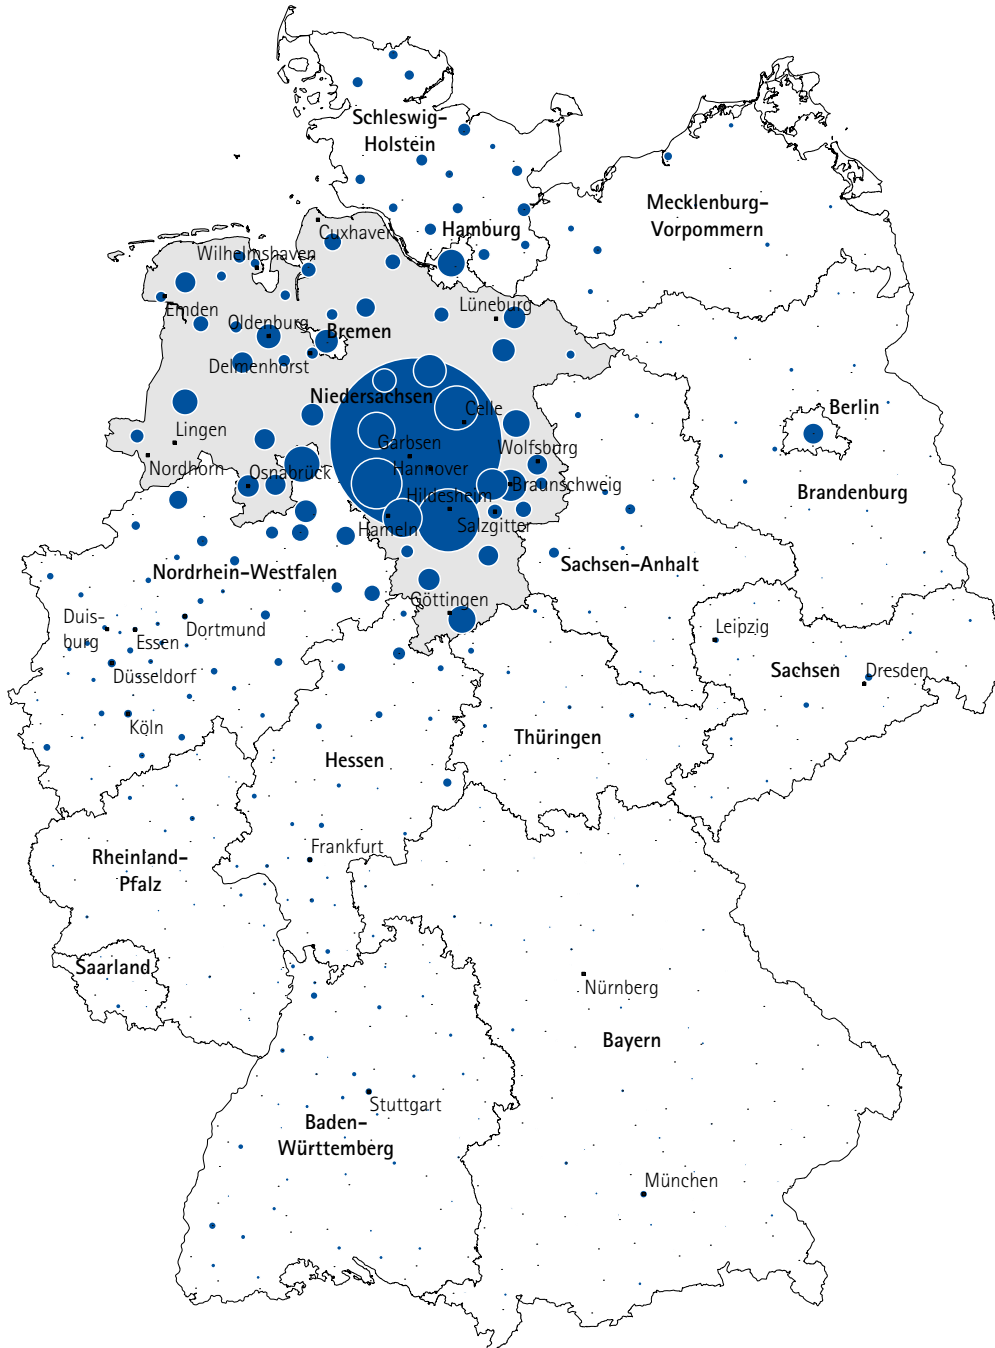 Schleswig-
Holstein
Mecklenburg-
Vorpommern
Hamburg
Cuxhaven
Wilhelmshaven
Emden
Lüneburg
Oldenburg
Bremen
Delmenhorst
Niedersachsen
Celle
Berlin
Lingen
Garbsen
Wolfsburg
Nordhorn
Osnabrück
Hannover
Braunschweig
Brandenburg
Hildesheim
Hameln
Salzgitter
Sachsen-Anhalt
Nordrhein-Westfalen
Göttingen
Duis-
burg
Essen
Dortmund
Leipzig
Düsseldorf
Sachsen
Dresden
Köln
Thüringen
Hessen
Frankfurt
Rheinland-
Pfalz
Saarland
Nürnberg
Bayern
Stuttgart
Baden-
Württemberg
München